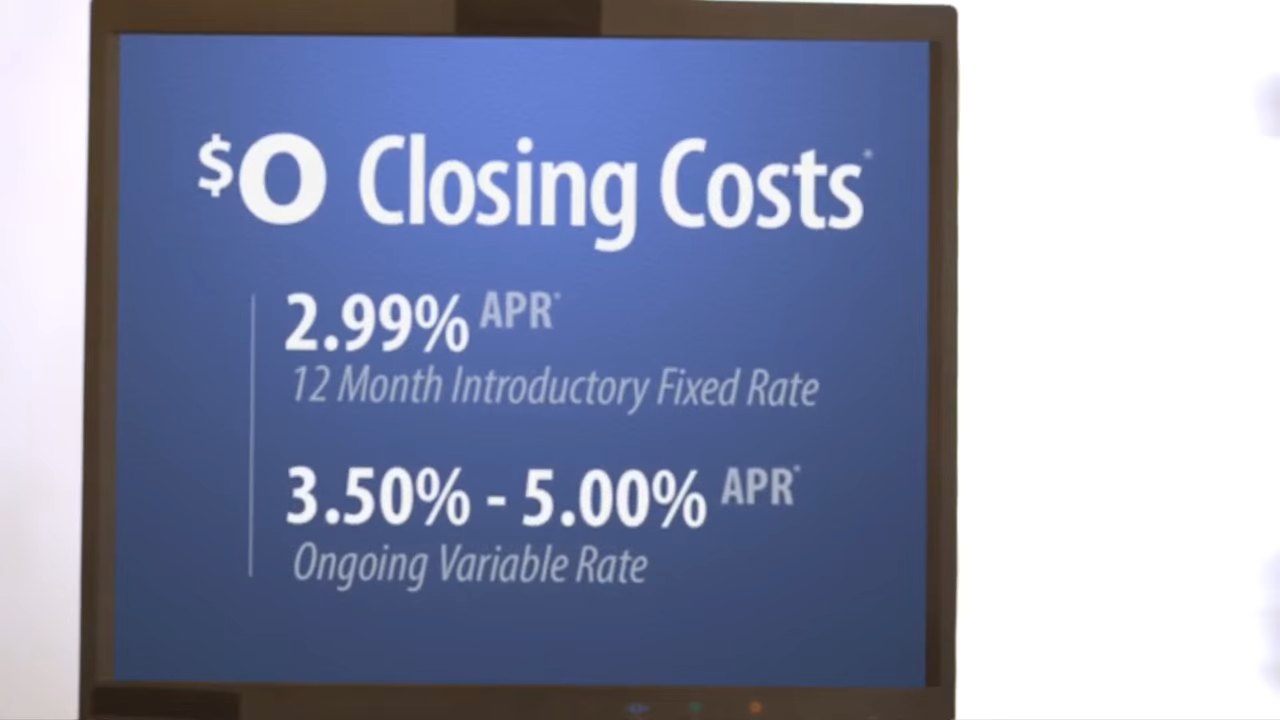 $0 Closing Costs*
2.99% APR*
12 Month Introductory Fixed Rate
3.50% - 5.00% APR*
Ongoing Variable Rate